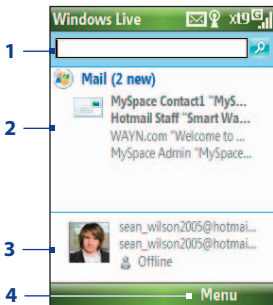 Windows Live
1
Mail (2 new)
MySpace Contact1 "MyS...
Hotmail Staff "Smart Wa...
2
WAYN.com "Welcome to ...
MySpace Admin "MySpace...
sean_wilson2005@hotmai...
3
sean_wilson2005@hotmai...
Offline
4
Menu